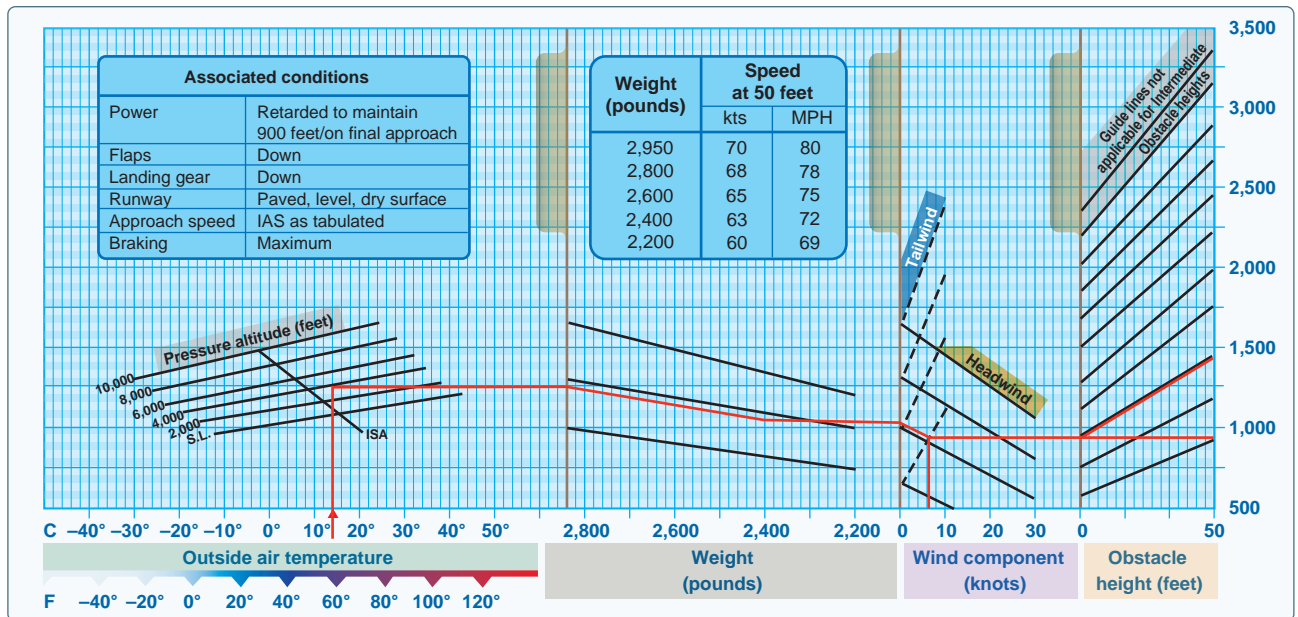 Associated conditions
Power Retarded to maintain
900 feet/on final approach
Flaps Down
Landing gear Down
Runway Paved, level, dry surface
Approach speed IAS as tabulated
Braking Maximum
Weight
(pounds)
Speed
at 50 feet
kts MPH
2,950 70 80
2,800 68 78
2,600 65 75
2,400 63 72
2,200 60 69
Guide lines not
applicable for Intermediate
Obstacle heights
3,500
3,000
2,500
2,000
1,500
1,000
500
Tailwind
Headwind
Pressure altitude (feet)
10,000
8,000
6,000
4,000
2,000
S.L.
ISA
C –40° –30° –20° –10° 0° 10° 20° 30° 40° 50° 2,800 2,600 2,400 2,200 0 10 20 30 0 50
Outside air temperature
F –40° –20° 0° 20° 40° 60° 80° 100° 120°
Weight
(pounds)
Wind component
(knots)
Obstacle
height (feet)